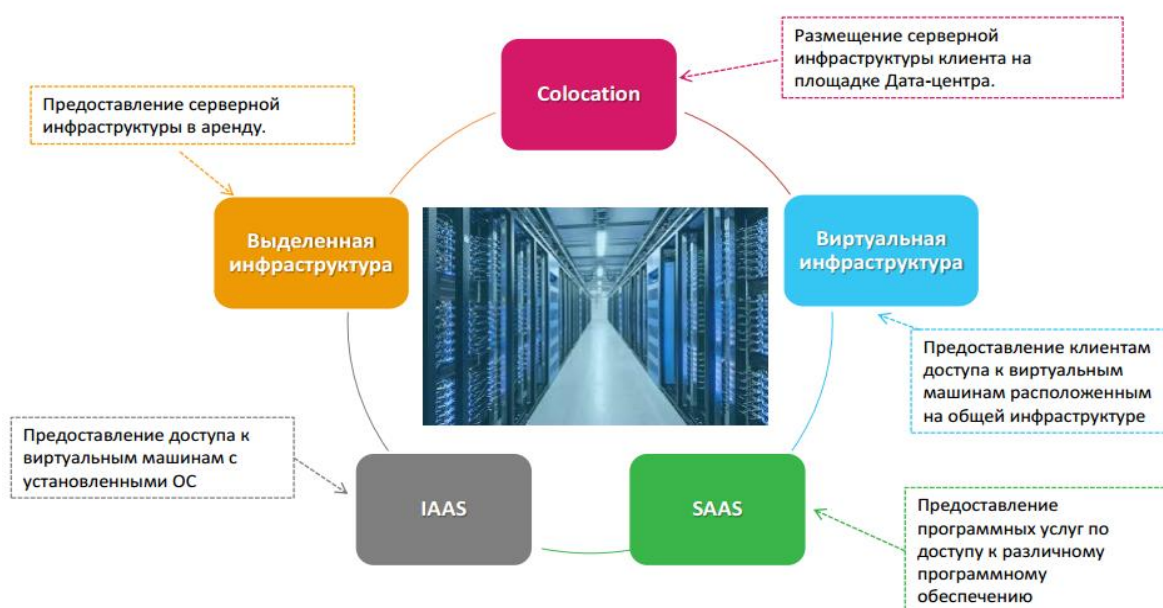 Colocation
Размещение серверной
инфраструктуры клиента на
площадке Дата-центра.
Предоставление серверной
инфраструктуры в аренду.
Выделенная
инфраструктура
Виртуальная
инфраструктура
Предоставление клиентам
доступа к виртуальным
машинам расположенным
на общей инфраструктуре
Предоставление доступа к
виртуальным машинам с
установленными ОС
IAAS
SAAS
Предоставление
программных услуг по
доступу к различному
программному
обеспечению